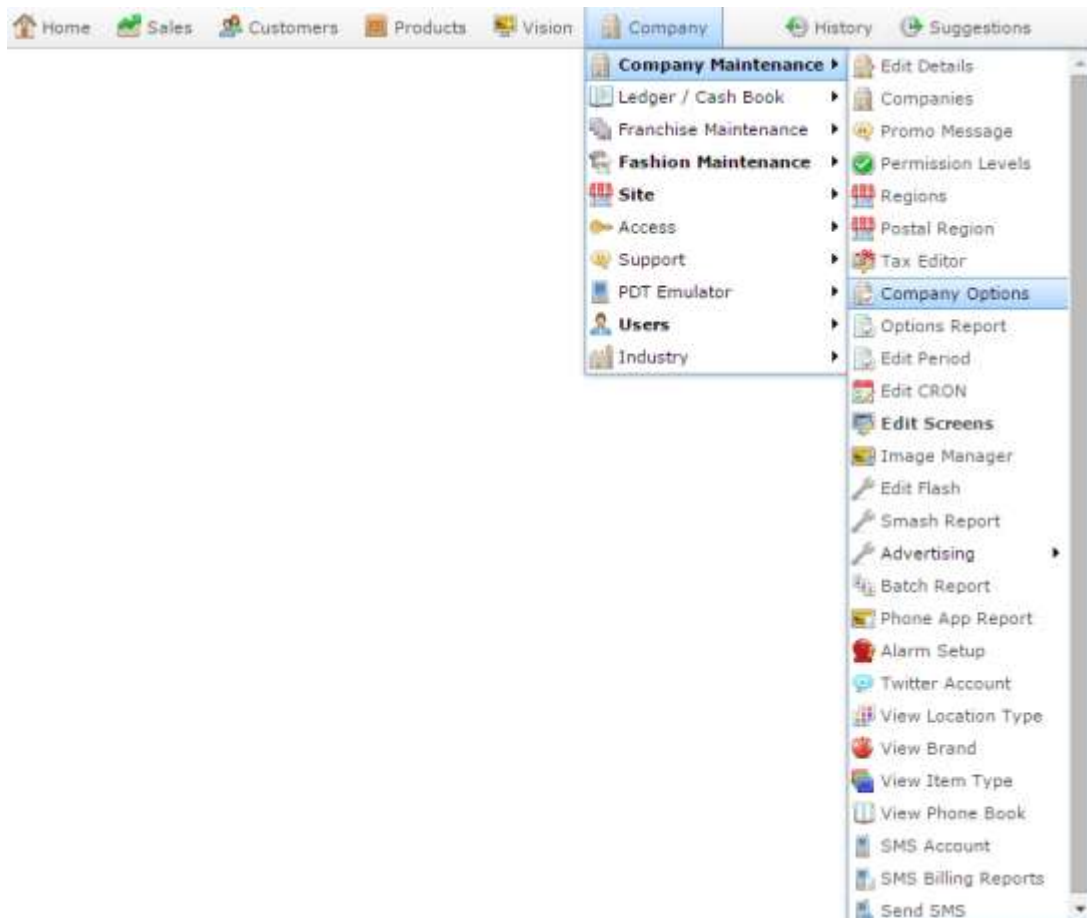 Home Sales Customers Products Vision Company History Suggestions
Company Maintenance
Ledger / Cash Book
Franchise Maintenance
Fashion Maintenance
Site
Access
Support
PDT Emulator
Users
Industry
Edit Details
Companies
Promo Message
Permission Levels
Regions
Postal Region
Tax Editor
Company Options
Options Report
Edit Period
Edit CRON
Edit Screens
Image Manager
Edit Flash
Smash Report
Advertising
Batch Report
Phone App Report
Alarm Setup
Twitter Account
View Location Type
View Brand
View Item Type
View Phone Book
SMS Account
SMS Billing Reports
Send SMS